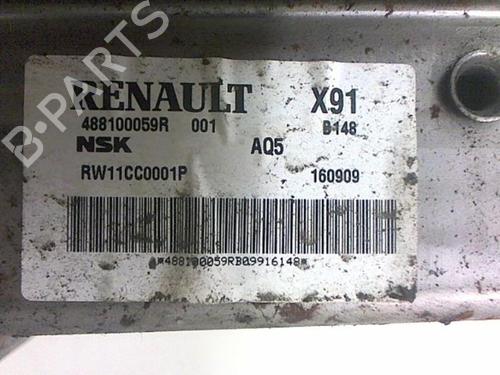 B-PARTS
RENAULT X91
488100059R 001 B148
NSK AQ5
RW11CC0001P 160909
*488100059RB09916148*